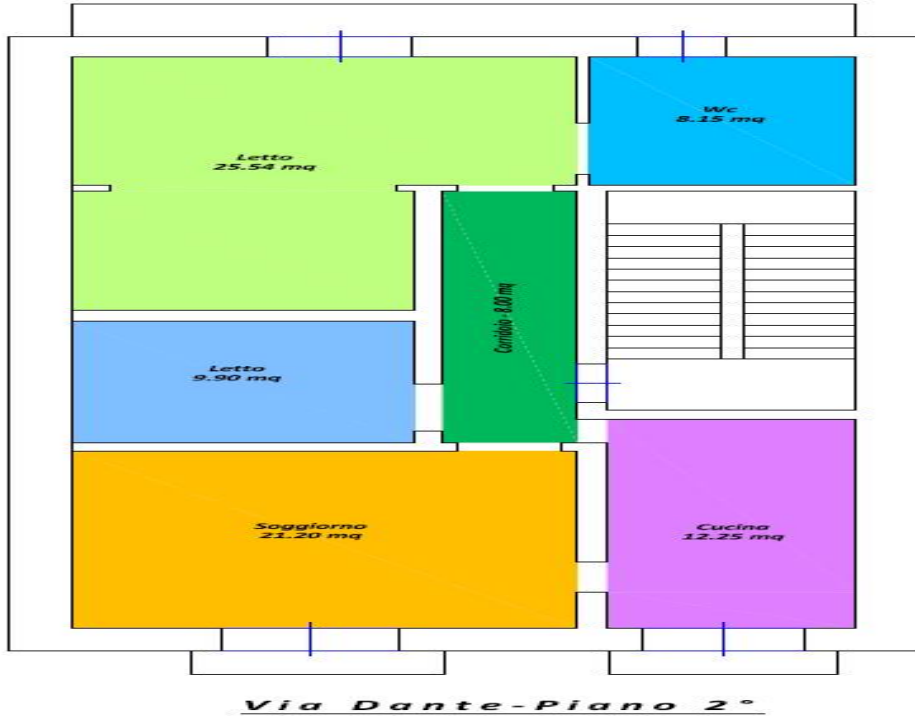 Wc
8.15 mq
Letto
25.54 mq
Corridoio - 8.00 mq
Letto
9.90 mq
Soggiorno
21.20 mq
Cucina
12.25 mq
Via Dante-Piano 2°